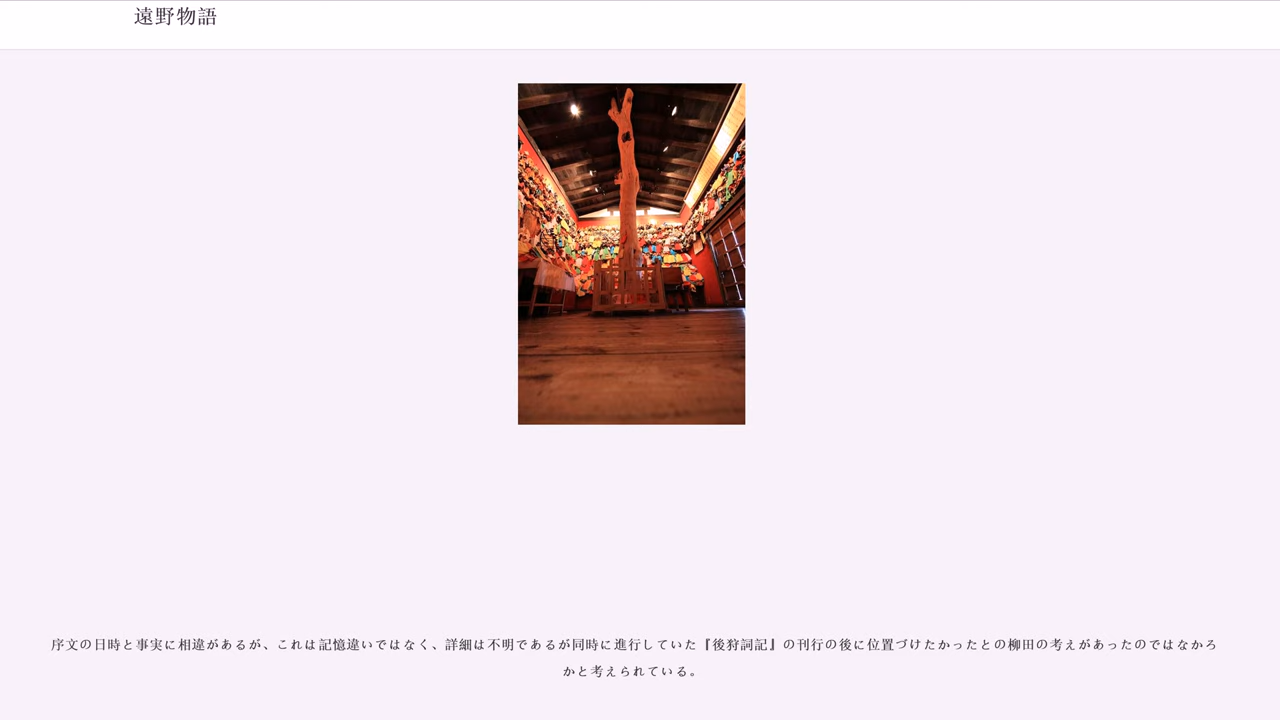 遠野物語
序文の日時と事実に相違があるが、これは記憶違いではなく、詳細は不明であるが同時に進行していた『後狩詞記』の刊行の後に位置づけたかったとの柳田の考えがあったのではなかろ
かと考えられている。